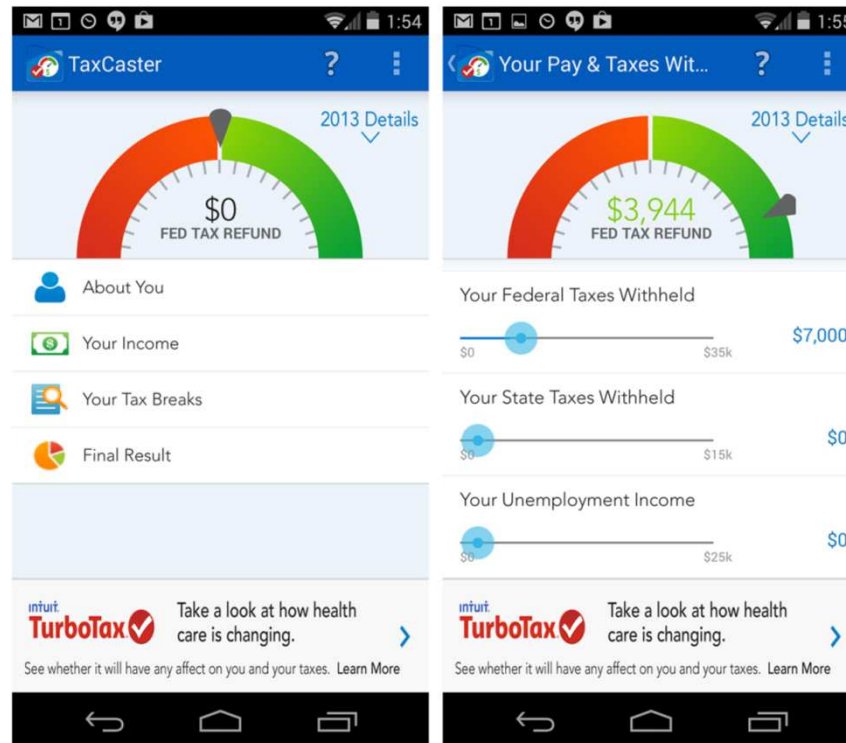 1:54
TaxCaster
?
2013 Details
$0
FED TAX REFUND
About You
Your Income
Your Tax Breaks
Final Result
intuit
TurboTax
Take a look at how health
care is changing.
See whether it will have any affect on you and your taxes. Learn More
1:55
Your Pay & Taxes Wit...
?
2013 Details
$3,944
FED TAX REFUND
Your Federal Taxes Withheld
$7,000
$0 $35k
Your State Taxes Withheld
$0
$0 $15k
Your Unemployment Income
$0
$0 $25k
intuit
TurboTax
Take a look at how health
care is changing.
See whether it will have any affect on you and your taxes. Learn More